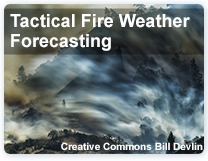 Tactical Fire Weather
Forecasting
Creative Commons Bill Devlin